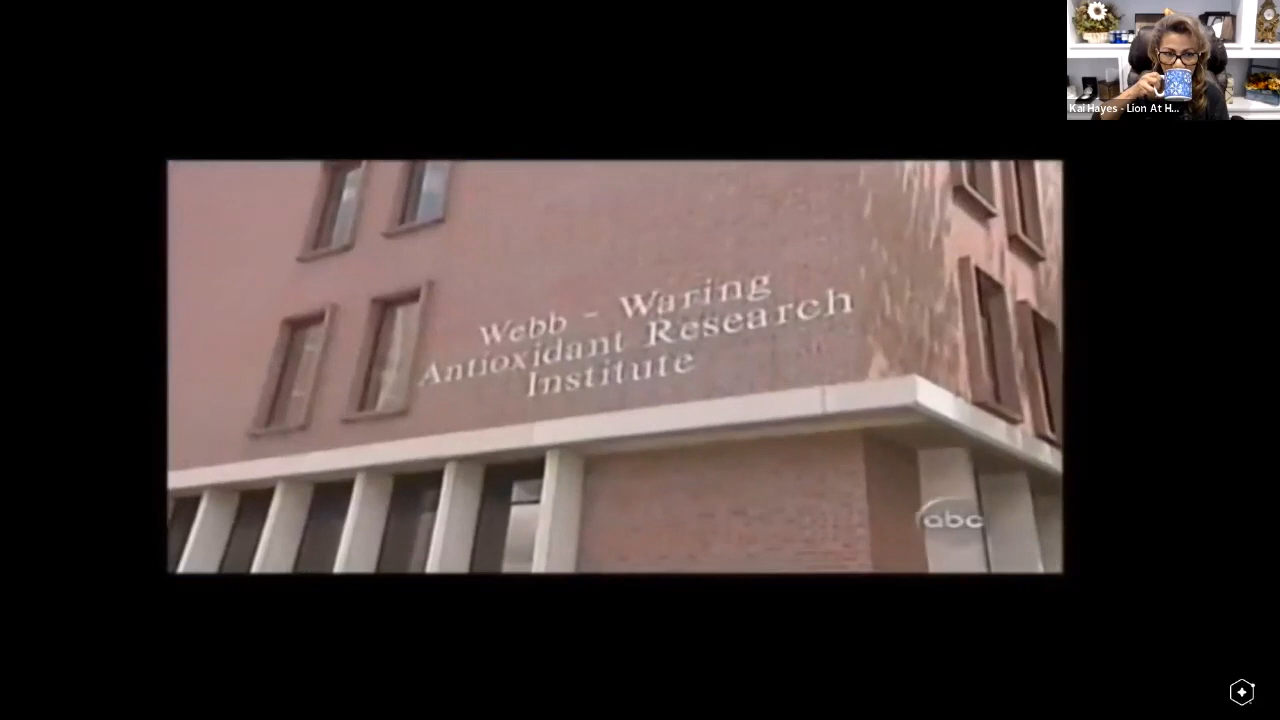 Kai Hayes - Lion At H...
Webb - Waring
Antioxidant Research
Institute
abc